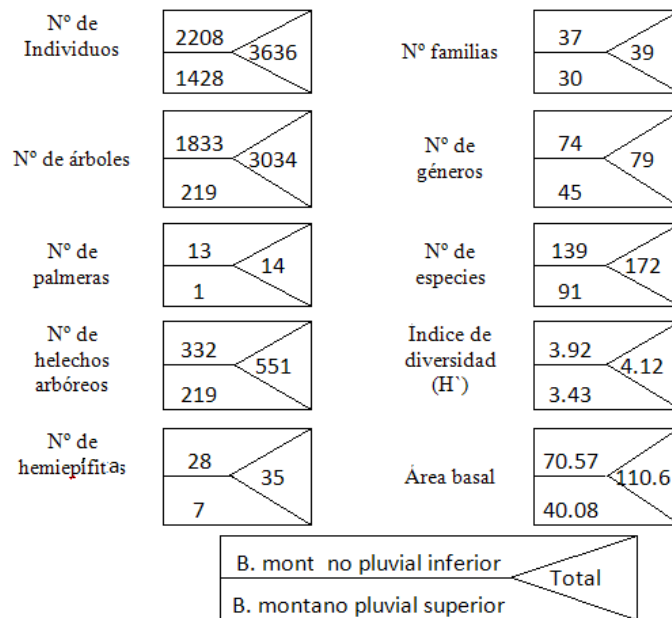 Nº de
Individuos
2208
3636
1428
Nº familias
37
39
30
Nº de árboles
1833
3034
219
Nº de
géneros
74
79
45
Nº de
palmeras
13
14
1
Nº de
especies
139
172
91
Nº de
helechos
arbóreos
332
551
219
Índice de
diversidad
(H`)
3.92
4.12
3.43
Nº de
hemiepífitas
28
35
7
Área basal
70.57
110.6
40.08
B. mont no pluvial inferior
Total
B. montano pluvial superior